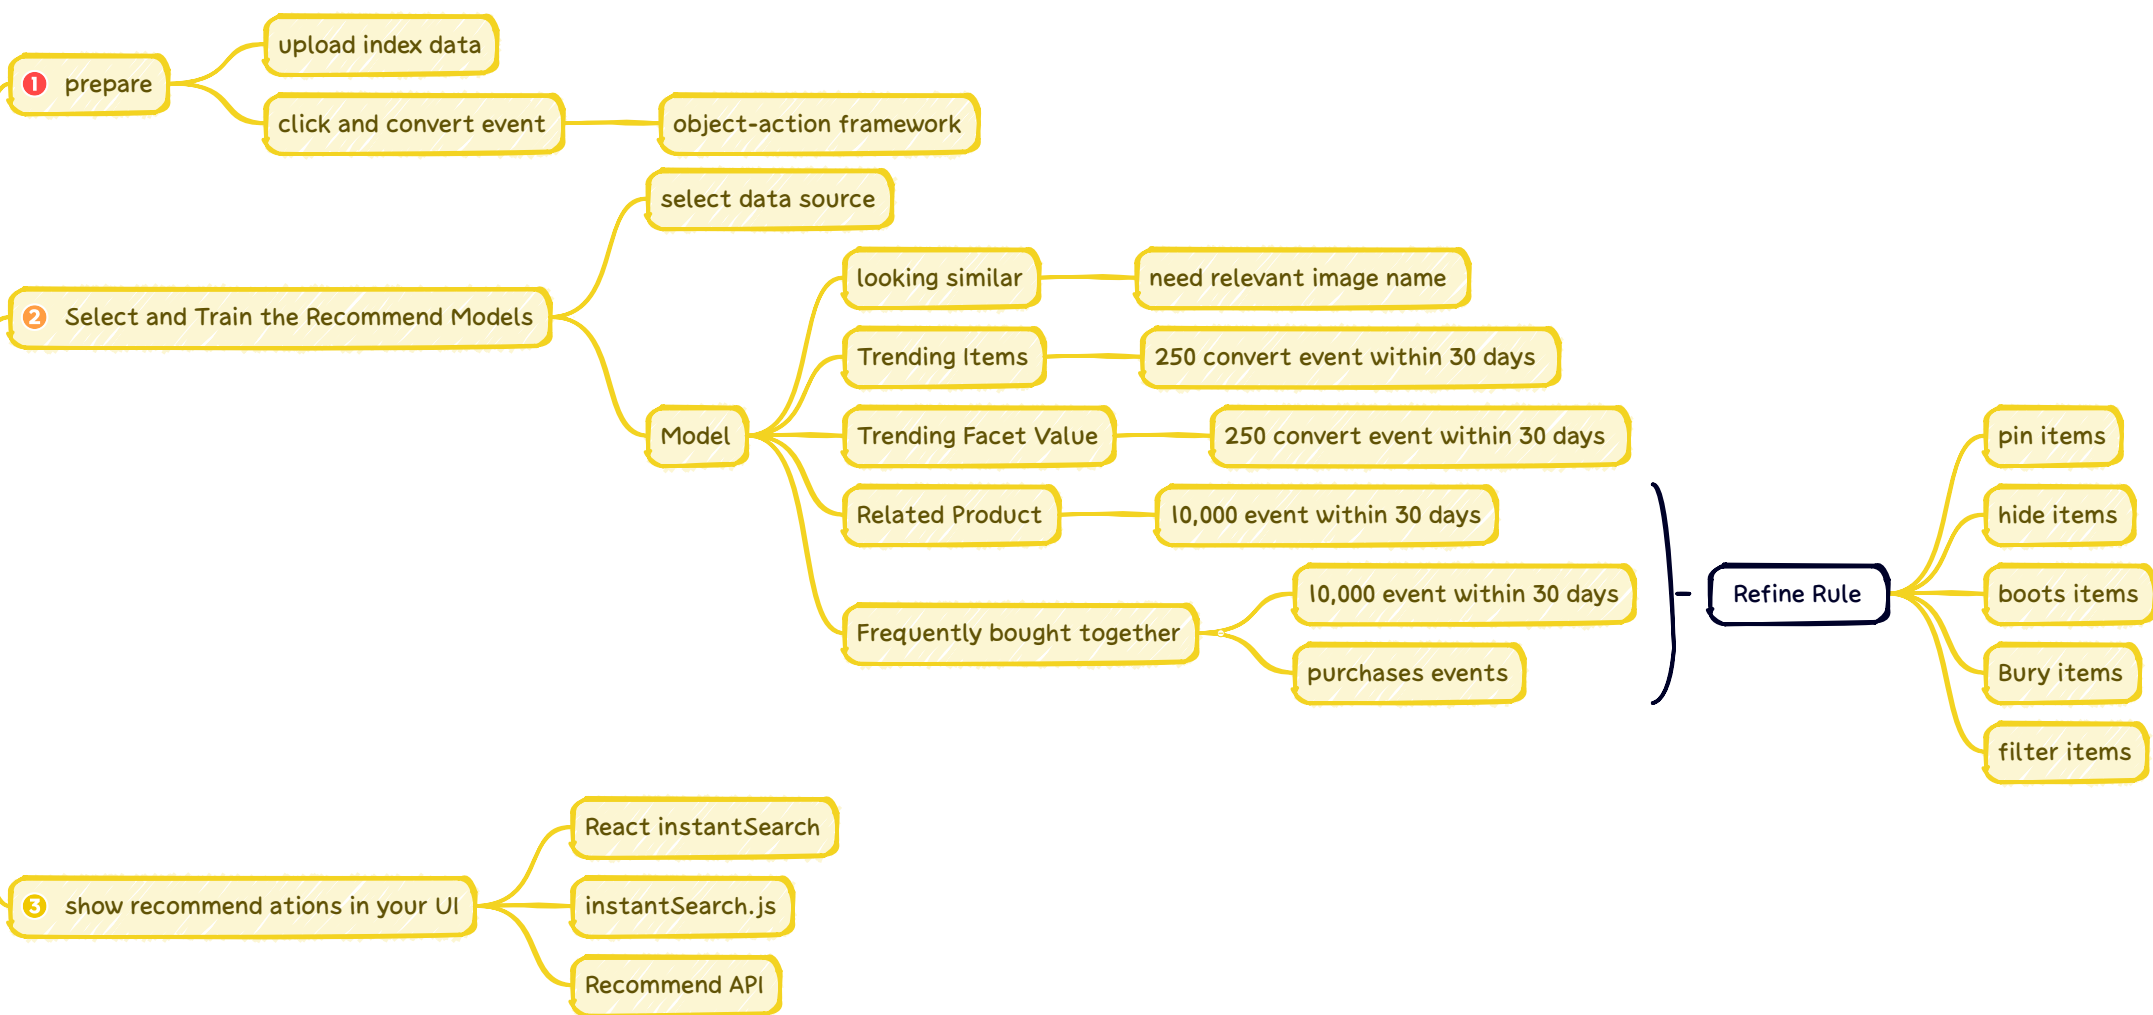 1 prepare
upload index data
click and convert event
object-action framework
2 Select and Train the Recommend Models
select data source
Model
looking similar
need relevant image name
Trending Items
250 convert event within 30 days
Trending Facet Value
250 convert event within 30 days
Related Product
10,000 event within 30 days
Frequently bought together
10,000 event within 30 days
purchases events
Refine Rule
pin items
hide items
boots items
Bury items
filter items
3 show recommend ations in your UI
React instantSearch
instantSearch.js
Recommend API